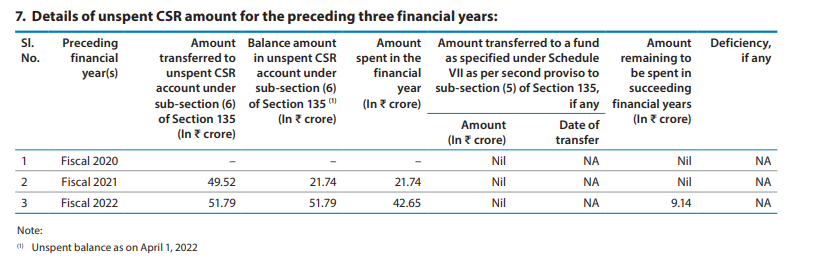 7. Details of unspent CSR amount for the preceding three financial years:
Sl. No. | Preceding financial year(s) | Amount transferred to unspent CSR account under sub-section (6) of Section 135 (In ₹ crore) | Balance amount in unspent CSR account under sub-section (6) of Section 135 (1) (In ₹ crore) | Amount spent in the financial year (In ₹ crore) | Amount transferred to a fund as specified under Schedule VII as per second proviso to sub-section (5) of Section 135, if any | Amount remaining to be spent in succeeding financial years (In ₹ crore) | Deficiency, if any
Amount (In ₹ crore) | Date of transfer
1 | Fiscal 2020 | – | – | – | Nil | NA | Nil | NA
2 | Fiscal 2021 | 49.52 | 21.74 | 21.74 | Nil | NA | Nil | NA
3 | Fiscal 2022 | 51.79 | 51.79 | 42.65 | Nil | NA | 9.14 | NA
Note:
(1) Unspent balance as on April 1, 2022